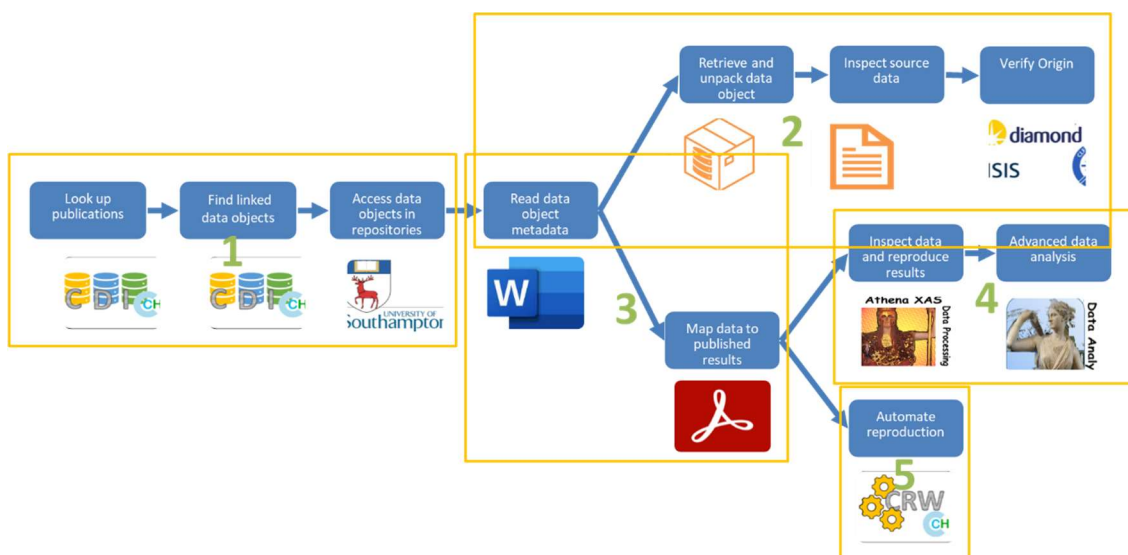 Look up
publications
Find linked
data objects
1
Access data
objects in
repositories
CDI
CH
CDI
CH
UNIVERSITY OF
Southampton
Read data
object
metadata
W
3
Retrieve and
unpack data
object
2
Inspect source
data
Verify Origin
diamond
ISIS
Map data to
published
results
Inspect data
and reproduce
results
Advanced data
analysis
4
Athena XAS
Data Processing
Data Analy
Automate
reproduction
5
CRW
CH